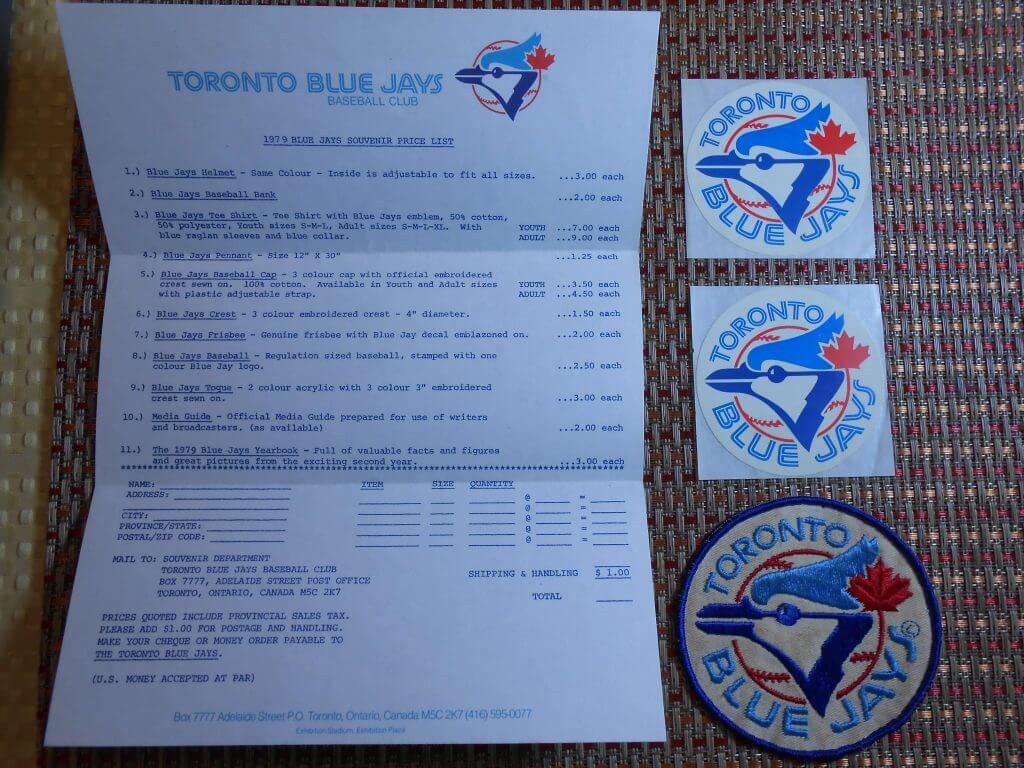 TORONTO BLUE JAYS
BASEBALL CLUB
1979 BLUE JAYS SOUVENIR PRICE LIST
1.) Blue Jays Helmet - Same Colour - Inside is adjustable to fit all sizes. ...3.00 each
2.) Blue Jays Baseball Bank ...2.00 each
3.) Blue Jays Tee Shirt - Tee Shirt with Blue Jays emblem, 50% cotton,
50% polyester, Youth sizes S-M-L, Adult sizes S-M-L-XL. With YOUTH ...7.00 each
blue raglan sleeves and blue collar. ADULT ...9.00 each
4.) Blue Jays Pennant - Size 12" X 30" ...1.25 each
5.) Blue Jays Baseball Cap - 3 colour cap with official embroidered
crest sewn on. 100% cotton. Available in Youth and Adult sizes YOUTH ...3.50 each
with plastic adjustable strap. ADULT ...4.50 each
6.) Blue Jays Crest - 3 colour embroidered crest - 4" diameter. ...1.50 each
7.) Blue Jays Frisbee - Genuine frisbee with Blue Jay decal emblazoned on. ...2.00 each
8.) Blue Jays Baseball - Regulation sized baseball, stamped with one
colour Blue Jay logo. ...2.50 each
9.) Blue Jays Toque - 2 colour acrylic with 3 colour 3" embroidered
crest sewn on. ...3.00 each
10.) Media Guide - Official Media Guide prepared for use of writers
and broadcasters. (as available) ...2.00 each
11.) The 1979 Blue Jays Yearbook - Full of valuable facts and figures
and great pictures from the exciting second year. ...3.00 each
NAME: ITEM SIZE QUANTITY
ADDRESS: @ =
@ =
CITY: @ =
PROVINCE/STATE: @ =
POSTAL/ZIP CODE: @ =
MAIL TO: SOUVENIR DEPARTMENT
TORONTO BLUE JAYS BASEBALL CLUB
BOX 7777, ADELAIDE STREET POST OFFICE
TORONTO, ONTARIO, CANADA M5C 2K7
SHIPPING & HANDLING $ 1.00
TOTAL
PRICES QUOTED INCLUDE PROVINCIAL SALES TAX.
PLEASE ADD $1.00 FOR POSTAGE AND HANDLING.
MAKE YOUR CHEQUE OR MONEY ORDER PAYABLE TO
THE TORONTO BLUE JAYS.
(U.S. MONEY ACCEPTED AT PAR)
Box 7777 Adelaide Street P.O. Toronto, Ontario, Canada M5C 2K7 (416) 595-0077
Exhibition Stadium, Exhibition Place
TORONTO
BLUE JAYS
TORONTO
BLUE JAYS
TORONTO
BLUE JAYS ©